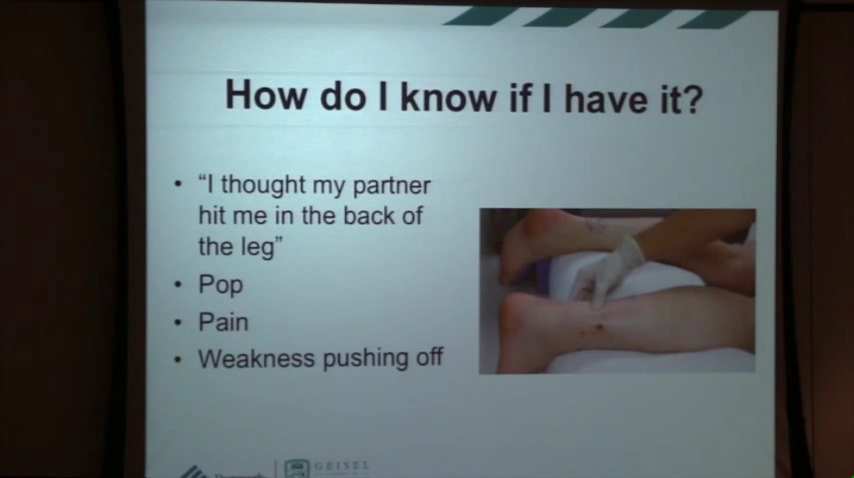 How do I know if I have it?
• “I thought my partner
hit me in the back of
the leg”
• Pop
• Pain
• Weakness pushing off
GEISEL